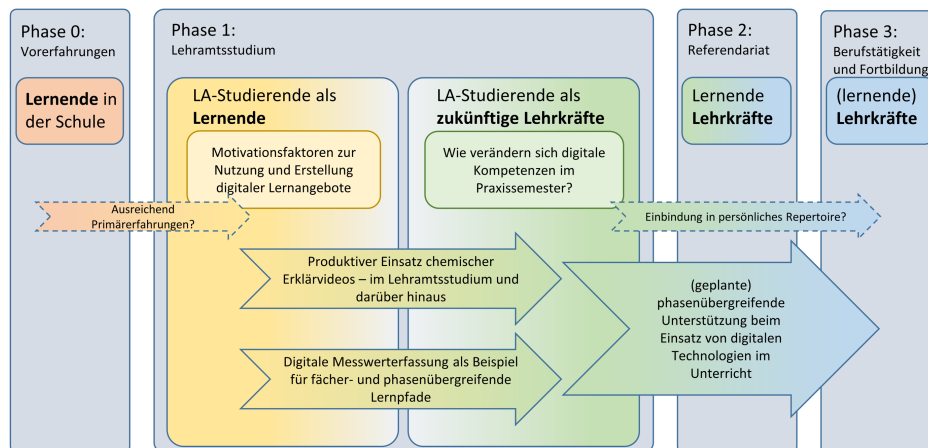 Phase 0:
Vorerfahrungen
Lernende in
der Schule
Phase 1:
Lehramtsstudium
LA-Studierende als
Lernende
Motivationsfaktoren zur
Nutzung und Erstellung
digitaler Lernangebote
LA-Studierende als
zukünftige Lehrkräfte
Wie verändern sich digitale
Kompetenzen im
Praxissemester?
Phase 2:
Referendariat
Lernende
Lehrkräfte
Phase 3:
Berufstätigkeit
und Fortbildung
(lernende)
Lehrkräfte
Ausreichend
Primärerfahrungen?
Einbindung in persönliches Repertoire?
Produktiver Einsatz chemischer
Erklärvideos – im Lehramtsstudium und
darüber hinaus
Digitale Messwerterfassung als Beispiel
für fächer- und phasenübergreifende
Lernpfade
(geplante)
phasenübergreifende
Unterstützung beim
Einsatz von digitalen
Technologien im
Unterricht